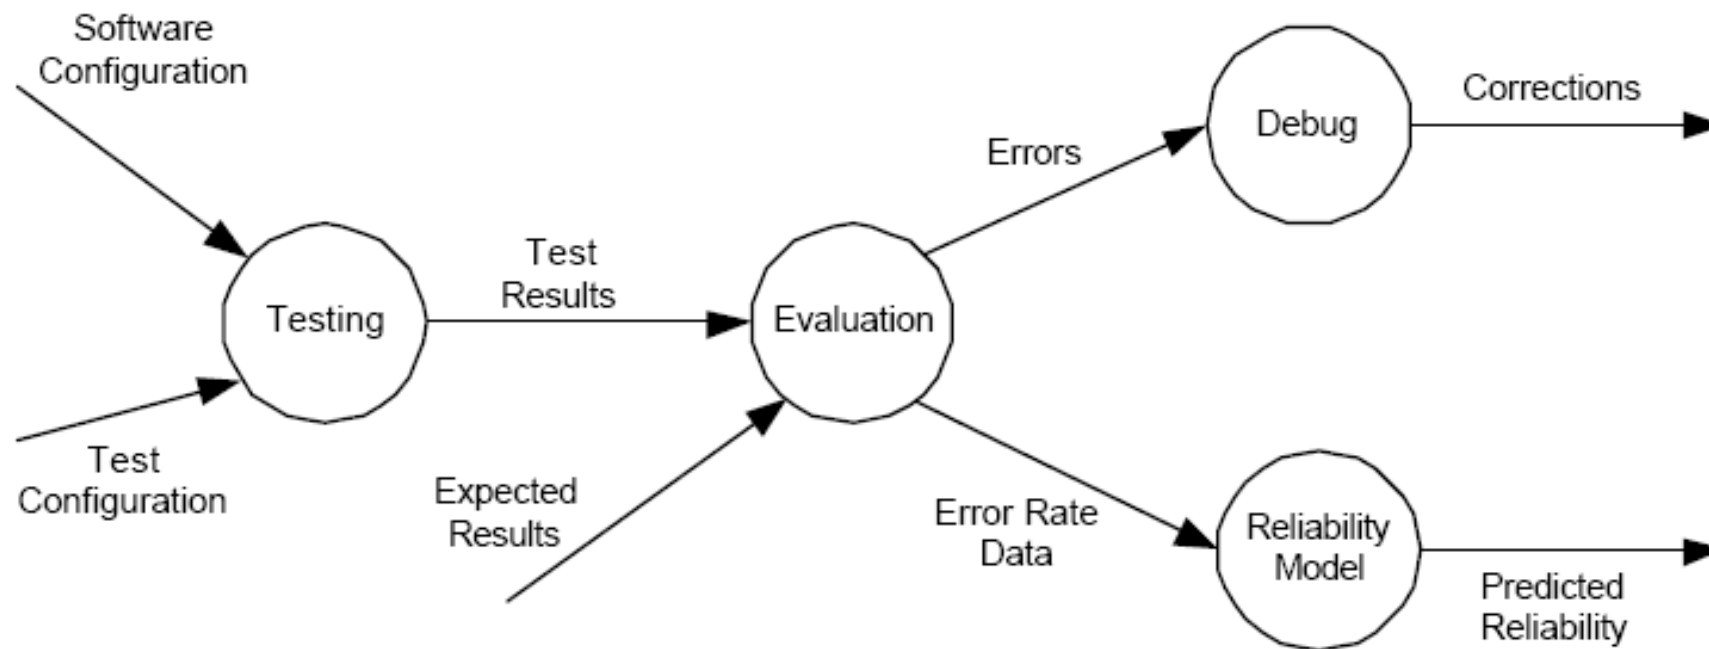 Software
Configuration
Testing
Test
Configuration
Test
Results
Evaluation
Expected
Results
Errors
Debug
Corrections
Error Rate
Data
Reliability
Model
Predicted
Reliability